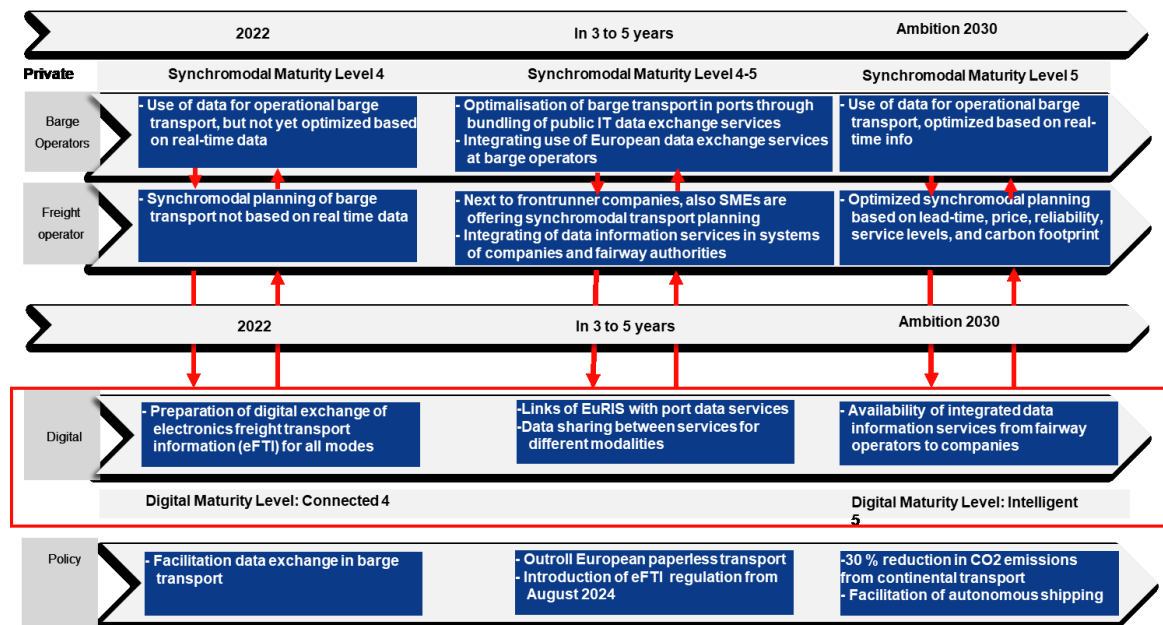 2022
In 3 to 5 years
Ambition 2030
Private
Synchromodal Maturity Level 4
Synchromodal Maturity Level 4-5
Synchromodal Maturity Level 5
Barge
Operators
- Use of data for operational barge
transport, but not yet optimized based
on real-time data
- Optimalisation of barge transport in ports through
bundling of public IT data exchange services
- Integrating use of European data exchange services
at barge operators
- Use of data for operational barge
transport, optimized based on real-
time info
Freight
operator
- Synchromodal planning of barge
transport not based on real time data
- Next to frontrunner companies, also SMEs are
offering synchromodal transport planning
- Integrating of data information services in systems
of companies and fairway authorities
- Optimized synchromodal planning
based on lead-time, price, reliability,
service levels, and carbon footprint
2022
In 3 to 5 years
Ambition 2030
Digital
- Preparation of digital exchange of
electronics freight transport
information (eFTI) for all modes
-Links of EuRIS with port data services
-Data sharing between services for
different modalities
- Availability of integrated data
information services from fairway
operators to companies
Digital Maturity Level: Connected 4
Digital Maturity Level: Intelligent
5
Policy
- Facilitation data exchange in barge
transport
- Outroll European paperless transport
- Introduction of eFTI regulation from
August 2024
-30 % reduction in CO2 emissions
from continental transport
- Facilitation of autonomous shipping